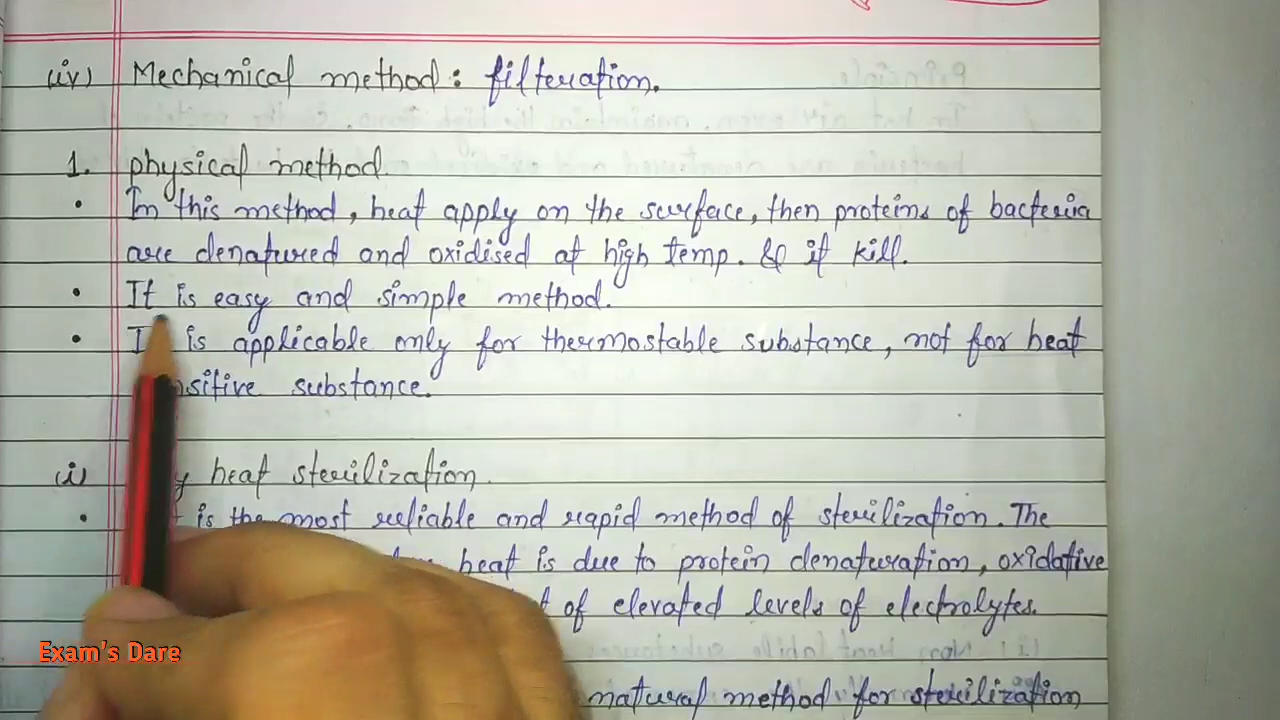 (iv) Mechanical method: filteration.
1. physical method
• In this method, heat apply on the surface, then proteins of bacteria
are denatured and oxidised at high temp. & it kill.
• It is easy and simple method.
• is applicable only for thermostable substance, not for heat
substance.
(i) heat sterilization.
• is the most reliable and rapid method of sterilization. The
heat is due to protein denaturation, oxidative
of elevated levels of electrolytes.
natural method for sterilization
Exam's Dare